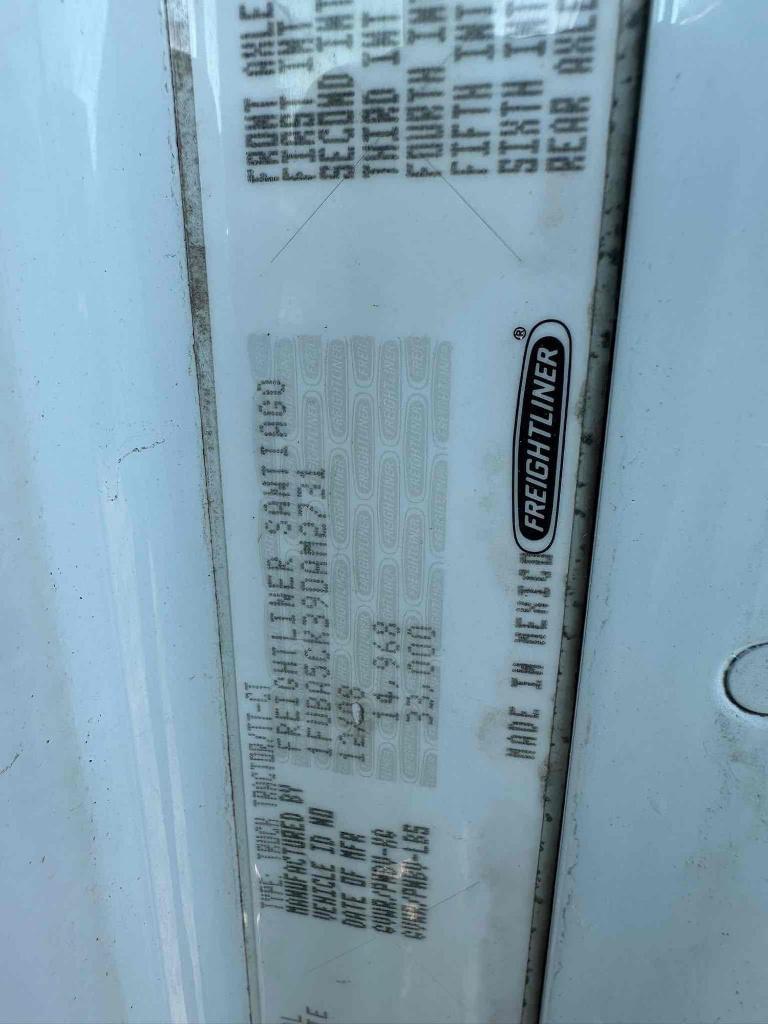 TYPE: TRUCK TRACTOR/TT-CT
MANUFACTURED BY FREIGHTLINER SANTIAGO
VEHICLE ID NO 1FUBA5CK39DAM2731
DATE OF MFR 12/08
GVWR/PNBV-KG 14,968
GVWR/PNBV-LBS 33,000
MADE IN MEXICO
FREIGHTLINER®
FRONT AXLE
FIRST INT
SECOND INT
THIRD INT
FOURTH INT
FIFTH INT
SIXTH INT
REAR AXLE